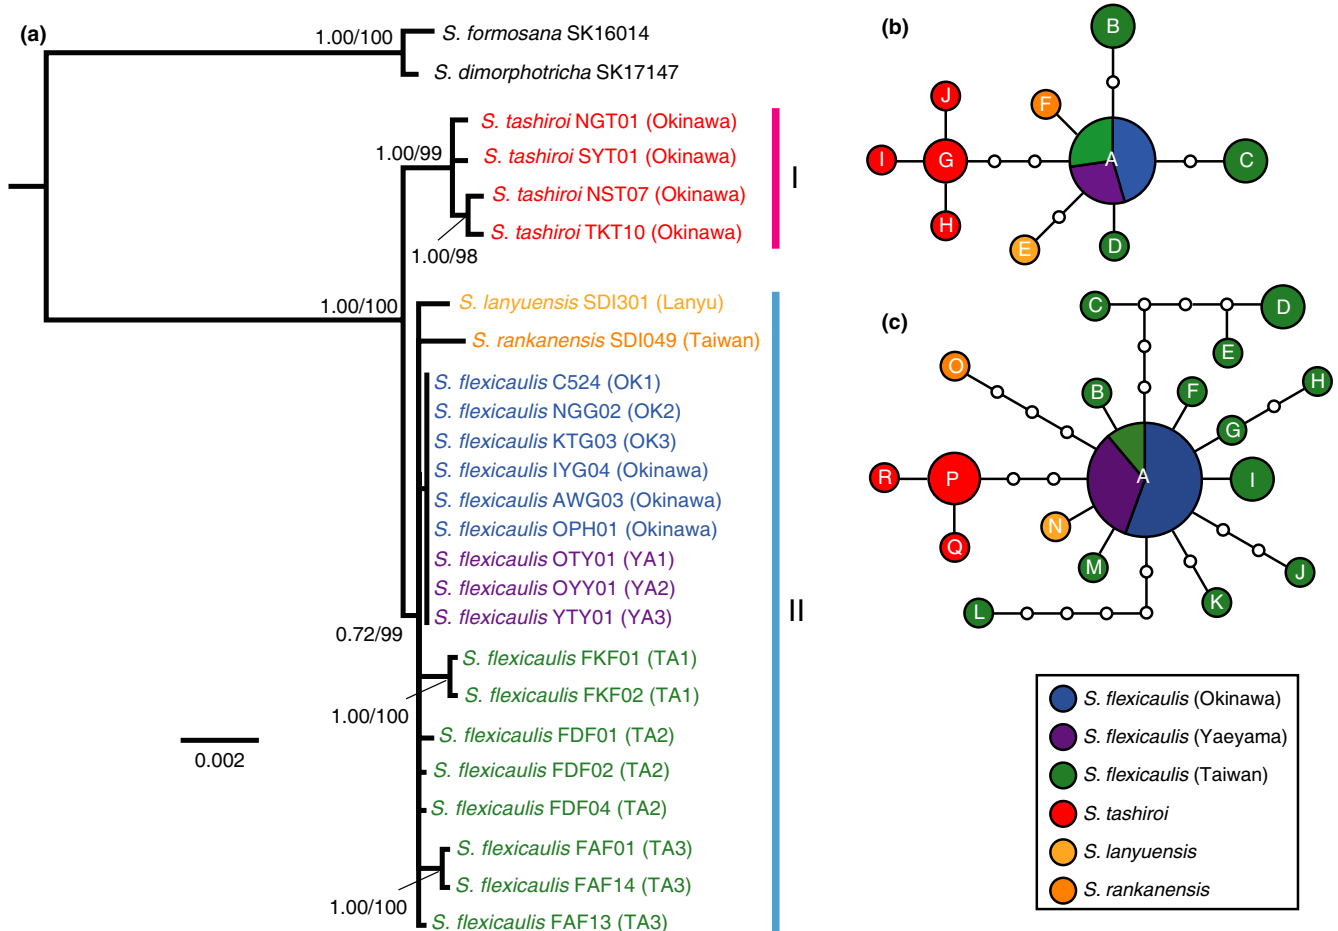 (a)
1.00/100
S. formosana SK16014
S. dimorphotricha SK17147
1.00/99
S. tashiroi NGT01 (Okinawa)
S. tashiroi SYT01 (Okinawa)
S. tashiroi NST07 (Okinawa)
S. tashiroi TKT10 (Okinawa)
1.00/98
I
1.00/100
S. lanyuensis SDI301 (Lanyu)
S. rankanensis SDI049 (Taiwan)
S. flexicaulis C524 (OK1)
S. flexicaulis NGG02 (OK2)
S. flexicaulis KTG03 (OK3)
S. flexicaulis IYG04 (Okinawa)
S. flexicaulis AWG03 (Okinawa)
S. flexicaulis OPH01 (Okinawa)
S. flexicaulis OTY01 (YA1)
S. flexicaulis OYY01 (YA2)
S. flexicaulis YTY01 (YA3)
II
0.72/99
S. flexicaulis FKF01 (TA1)
S. flexicaulis FKF02 (TA1)
1.00/100
S. flexicaulis FDF01 (TA2)
S. flexicaulis FDF02 (TA2)
S. flexicaulis FDF04 (TA2)
S. flexicaulis FAF01 (TA3)
S. flexicaulis FAF14 (TA3)
1.00/100
S. flexicaulis FAF13 (TA3)
0.002
(b)
B
J
F
I
G
A
C
H
E
D
(c)
C
D
E
O
B
F
H
G
R
P
A
I
N
Q
M
J
K
L
S. flexicaulis (Okinawa)
S. flexicaulis (Yaeyama)
S. flexicaulis (Taiwan)
S. tashiroi
S. lanyuensis
S. rankanensis